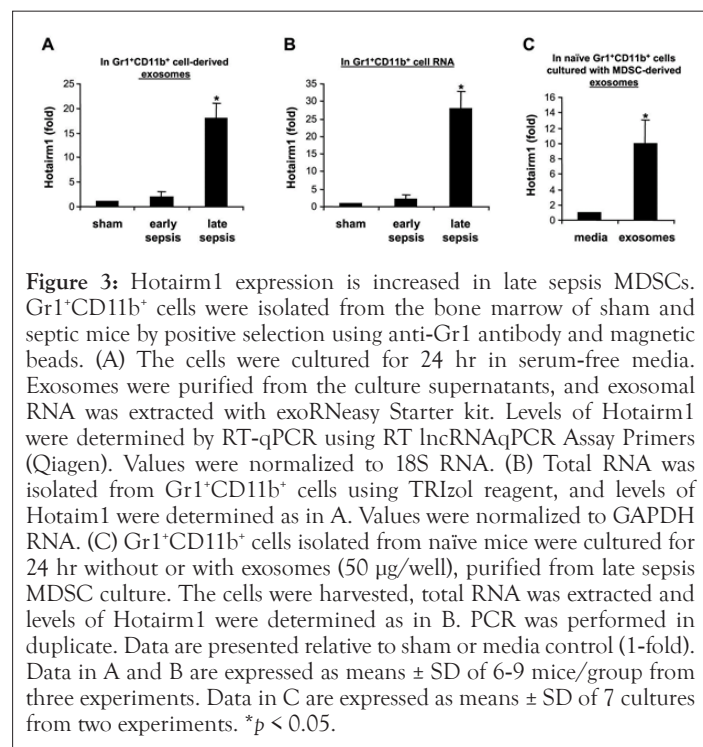 A
In Gr1⁺CD11b⁺ cell-derived
exosomes
Hotairm1 (fold)
25
20
15
10
5
0
*
sham
early
sepsis
late
sepsis
B
In Gr1⁺CD11b⁺ cell RNA
Hotairm1 (fold)
35
30
25
20
15
10
5
0
*
sham
early
sepsis
late
sepsis
C
In naïve Gr1⁺CD11b⁺ cells
cultured with MDSC-derived
exosomes
Hotairm1 (fold)
16
14
12
10
8
6
4
2
0
*
media
exosomes
Figure 3: Hotairm1 expression is increased in late sepsis MDSCs.
Gr1⁺CD11b⁺ cells were isolated from the bone marrow of sham and
septic mice by positive selection using anti-Gr1 antibody and magnetic
beads. (A) The cells were cultured for 24 hr in serum-free media.
Exosomes were purified from the culture supernatants, and exosomal
RNA was extracted with exoRNeasy Starter kit. Levels of Hotairm1
were determined by RT-qPCR using RT lncRNAqPCR Assay Primers
(Qiagen). Values were normalized to 18S RNA. (B) Total RNA was
isolated from Gr1⁺CD11b⁺ cells using TRIzol reagent, and levels of
Hotaim1 were determined as in A. Values were normalized to GAPDH
RNA. (C) Gr1⁺CD11b⁺ cells isolated from naïve mice were cultured for
24 hr without or with exosomes (50 µg/well), purified from late sepsis
MDSC culture. The cells were harvested, total RNA was extracted and
levels of Hotairm1 were determined as in B. PCR was performed in
duplicate. Data are presented relative to sham or media control (1-fold).
Data in A and B are expressed as means ± SD of 6-9 mice/group from
three experiments. Data in C are expressed as means ± SD of 7 cultures
from two experiments. *p < 0.05.